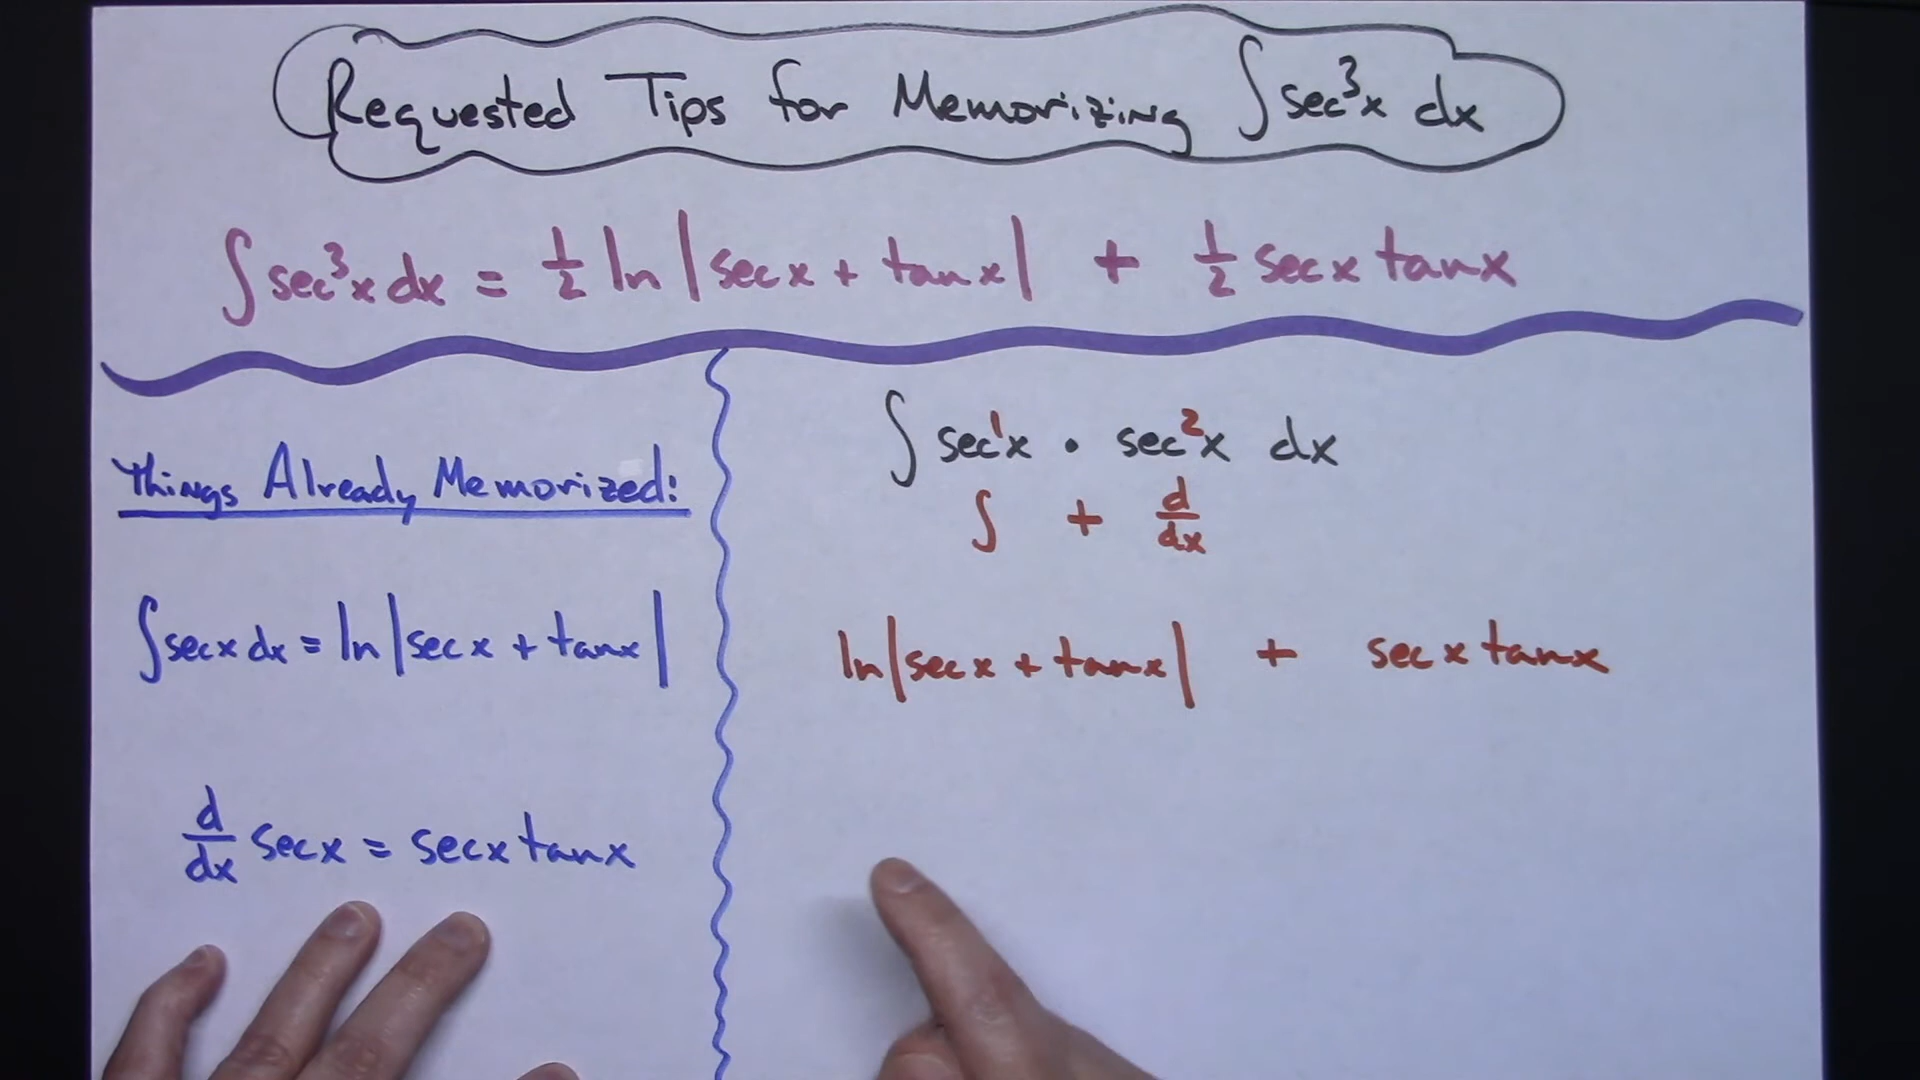 Requested Tips for Memorizing ∫sec³x dx
∫sec³x dx = ½ ln|sec x + tan x| + ½ sec x tan x
Things Already Memorized:
∫sec x dx = ln|sec x + tan x|
d/dx sec x = sec x tan x
∫ sec¹x • sec²x dx
∫ + d/dx
ln|sec x + tan x| + sec x tan x